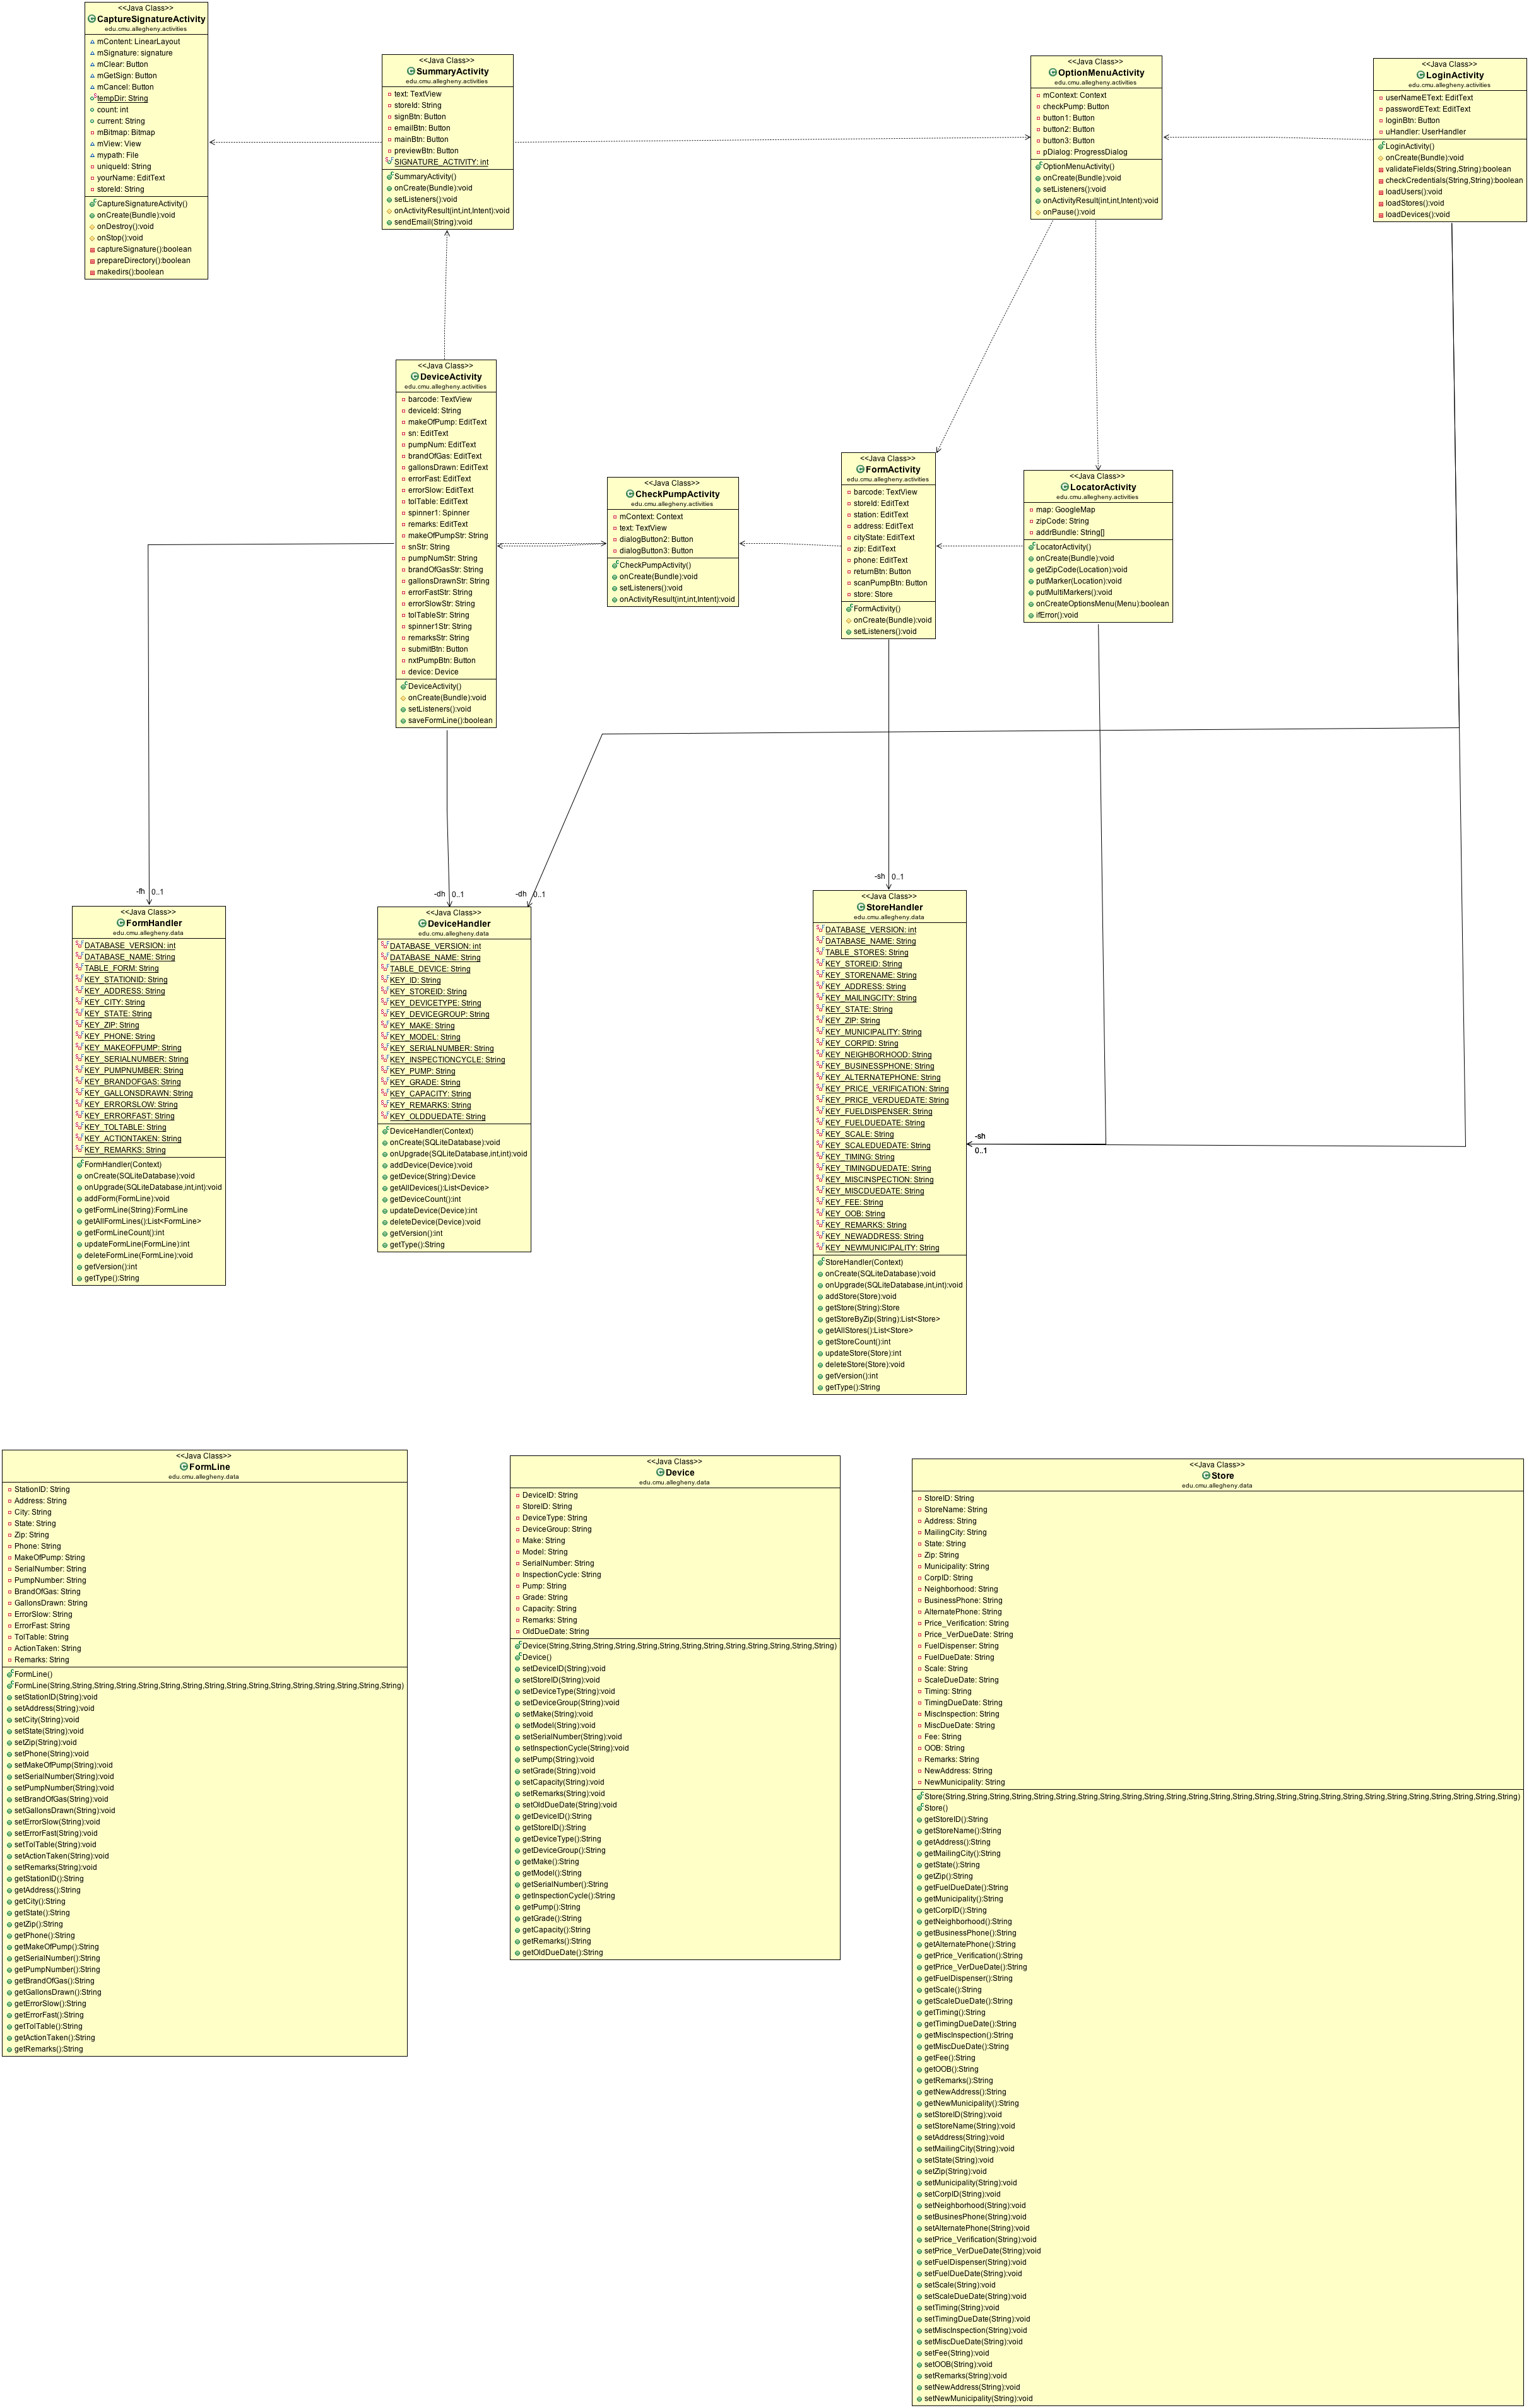 <<Java Class>>
CaptureSignatureActivity
edu.cmu.allegheny.activities
mContent: LinearLayout
mSignature: signature
mClear: Button
mGetSign: Button
mCancel: Button
tempDir: String
count: int
current: String
mBitmap: Bitmap
mView: View
mypath: File
uniqueId: String
yourName: EditText
storeId: String
CaptureSignatureActivity()
onCreate(Bundle):void
onDestroy():void
onStop():void
captureSignature():boolean
prepareDirectory():boolean
makedirs():boolean
<<Java Class>>
SummaryActivity
edu.cmu.allegheny.activities
text: TextView
storeId: String
signBtn: Button
emailBtn: Button
mainBtn: Button
previewBtn: Button
SIGNATURE_ACTIVITY: int
SummaryActivity()
onCreate(Bundle):void
setListeners():void
onActivityResult(int,int,Intent):void
sendEmail(String):void
<<Java Class>>
OptionMenuActivity
edu.cmu.allegheny.activities
mContext: Context
checkPump: Button
button1: Button
button2: Button
button3: Button
pDialog: ProgressDialog
OptionMenuActivity()
onCreate(Bundle):void
setListeners():void
onActivityResult(int,int,Intent):void
onPause():void
<<Java Class>>
LoginActivity
edu.cmu.allegheny.activities
userNameEText: EditText
passwordEText: EditText
loginBtn: Button
uHandler: UserHandler
LoginActivity()
onCreate(Bundle):void
validateFields(String,String):boolean
checkCredentials(String,String):boolean
loadUsers():void
loadStores():void
loadDevices():void
<<Java Class>>
DeviceActivity
edu.cmu.allegheny.activities
barcode: TextView
deviceId: String
makeOfPump: EditText
sn: EditText
pumpNum: EditText
brandOfGas: EditText
gallonsDrawn: EditText
errorFast: EditText
errorSlow: EditText
tolTable: EditText
spinner1: Spinner
remarks: EditText
makeOfPumpStr: String
snStr: String
pumpNumStr: String
brandOfGasStr: String
gallonsDrawnStr: String
errorFastStr: String
errorSlowStr: String
tolTableStr: String
spinner1Str: String
remarksStr: String
submitBtn: Button
nxtPumpBtn: Button
device: Device
DeviceActivity()
onCreate(Bundle):void
setListeners():void
saveFormLine():boolean
<<Java Class>>
CheckPumpActivity
edu.cmu.allegheny.activities
mContext: Context
text: TextView
dialogButton2: Button
dialogButton3: Button
CheckPumpActivity()
onCreate(Bundle):void
setListeners():void
onActivityResult(int,int,Intent):void
<<Java Class>>
FormActivity
edu.cmu.allegheny.activities
barcode: TextView
storeId: EditText
station: EditText
address: EditText
cityState: EditText
zip: EditText
phone: EditText
returnBtn: Button
scanPumpBtn: Button
store: Store
FormActivity()
onCreate(Bundle):void
setListeners():void
<<Java Class>>
LocatorActivity
edu.cmu.allegheny.activities
map: GoogleMap
zipCode: String
addrBundle: String[]
LocatorActivity()
onCreate(Bundle):void
getZipCode(Location):void
putMarker(Location):void
putMultiMarkers():void
onCreateOptionsMenu(Menu):boolean
ifError():void
-fh 0..1
-dh 0..1
-dh 0..1
-sh 0..1
-sh
0..1
<<Java Class>>
FormHandler
edu.cmu.allegheny.data
DATABASE_VERSION: int
DATABASE_NAME: String
TABLE_FORM: String
KEY_STATIONID: String
KEY_ADDRESS: String
KEY_CITY: String
KEY_STATE: String
KEY_ZIP: String
KEY_PHONE: String
KEY_MAKEOFPUMP: String
KEY_SERIALNUMBER: String
KEY_PUMPNUMBER: String
KEY_BRANDOFGAS: String
KEY_GALLONSDRAWN: String
KEY_ERRORSLOW: String
KEY_ERRORFAST: String
KEY_TOLTABLE: String
KEY_ACTIONTAKEN: String
KEY_REMARKS: String
FormHandler(Context)
onCreate(SQLiteDatabase):void
onUpgrade(SQLiteDatabase,int,int):void
addForm(FormLine):void
getFormLine(String):FormLine
getAllFormLines():List<FormLine>
getFormLineCount():int
updateFormLine(FormLine):int
deleteFormLine(FormLine):void
getVersion():int
getType():String
<<Java Class>>
DeviceHandler
edu.cmu.allegheny.data
DATABASE_VERSION: int
DATABASE_NAME: String
TABLE_DEVICE: String
KEY_ID: String
KEY_STOREID: String
KEY_DEVICETYPE: String
KEY_DEVICEGROUP: String
KEY_MAKE: String
KEY_MODEL: String
KEY_SERIALNUMBER: String
KEY_INSPECTIONCYCLE: String
KEY_PUMP: String
KEY_GRADE: String
KEY_CAPACITY: String
KEY_REMARKS: String
KEY_OLDDUEDATE: String
DeviceHandler(Context)
onCreate(SQLiteDatabase):void
onUpgrade(SQLiteDatabase,int,int):void
addDevice(Device):void
getDevice(String):Device
getAllDevices():List<Device>
getDeviceCount():int
updateDevice(Device):int
deleteDevice(Device):void
getVersion():int
getType():String
<<Java Class>>
StoreHandler
edu.cmu.allegheny.data
DATABASE_VERSION: int
DATABASE_NAME: String
TABLE_STORES: String
KEY_STOREID: String
KEY_STORENAME: String
KEY_ADDRESS: String
KEY_MAILINGCITY: String
KEY_STATE: String
KEY_ZIP: String
KEY_MUNICIPALITY: String
KEY_CORPID: String
KEY_NEIGHBORHOOD: String
KEY_BUSINESSPHONE: String
KEY_ALTERNATEPHONE: String
KEY_PRICE_VERIFICATION: String
KEY_PRICE_VERDUEDATE: String
KEY_FUELDISPENSER: String
KEY_FUELDUEDATE: String
KEY_SCALE: String
KEY_SCALEDUEDATE: String
KEY_TIMING: String
KEY_TIMINGDUEDATE: String
KEY_MISCINSPECTION: String
KEY_MISCDUEDATE: String
KEY_FEE: String
KEY_OOB: String
KEY_REMARKS: String
KEY_NEWADDRESS: String
KEY_NEWMUNICIPALITY: String
StoreHandler(Context)
onCreate(SQLiteDatabase):void
onUpgrade(SQLiteDatabase,int,int):void
addStore(Store):void
getStore(String):Store
getStoreByZip(String):List<Store>
getAllStores():List<Store>
getStoreCount():int
updateStore(Store):int
deleteStore(Store):void
getVersion():int
getType():String
<<Java Class>>
FormLine
edu.cmu.allegheny.data
StationID: String
Address: String
City: String
State: String
Zip: String
Phone: String
MakeOfPump: String
SerialNumber: String
PumpNumber: String
BrandOfGas: String
GallonsDrawn: String
ErrorSlow: String
ErrorFast: String
TolTable: String
ActionTaken: String
Remarks: String
FormLine()
FormLine(String,String,String,String,String,String,String,String,String,String,String,String,String,String,String,String)
setStationID(String):void
setAddress(String):void
setCity(String):void
setState(String):void
setZip(String):void
setPhone(String):void
setMakeOfPump(String):void
setSerialNumber(String):void
setPumpNumber(String):void
setBrandOfGas(String):void
setGallonsDrawn(String):void
setErrorSlow(String):void
setErrorFast(String):void
setTolTable(String):void
setActionTaken(String):void
setRemarks(String):void
getStationID():String
getAddress():String
getCity():String
getState():String
getZip():String
getPhone():String
getMakeOfPump():String
getSerialNumber():String
getPumpNumber():String
getBrandOfGas():String
getGallonsDrawn():String
getErrorSlow():String
getErrorFast():String
getTolTable():String
getActionTaken():String
getRemarks():String
<<Java Class>>
Device
edu.cmu.allegheny.data
DeviceID: String
StoreID: String
DeviceType: String
DeviceGroup: String
Make: String
Model: String
SerialNumber: String
InspectionCycle: String
Pump: String
Grade: String
Capacity: String
Remarks: String
OldDueDate: String
Device(String,String,String,String,String,String,String,String,String,String,String,String,String)
Device()
setDeviceID(String):void
setStoreID(String):void
setDeviceType(String):void
setDeviceGroup(String):void
setMake(String):void
setModel(String):void
setSerialNumber(String):void
setInspectionCycle(String):void
setPump(String):void
setGrade(String):void
setCapacity(String):void
setRemarks(String):void
setOldDueDate(String):void
getDeviceID():String
getStoreID():String
getDeviceType():String
getDeviceGroup():String
getMake():String
getModel():String
getSerialNumber():String
getInspectionCycle():String
getPump():String
getGrade():String
getCapacity():String
getRemarks():String
getOldDueDate():String
<<Java Class>>
Store
edu.cmu.allegheny.data
StoreID: String
StoreName: String
Address: String
MailingCity: String
State: String
Zip: String
Municipality: String
CorpID: String
Neighborhood: String
BusinessPhone: String
AlternatePhone: String
Price_Verification: String
Price_VerDueDate: String
FuelDispenser: String
FuelDueDate: String
Scale: String
ScaleDueDate: String
Timing: String
TimingDueDate: String
MiscInspection: String
MiscDueDate: String
Fee: String
OOB: String
Remarks: String
NewAddress: String
NewMunicipality: String
Store(String,String,String,String,String,String,String,String,String,String,String,String,String,String,String,String,String,String,String,String,String,String,String,String,String,String)
Store()
getStoreID():String
getStoreName():String
getAddress():String
getMailingCity():String
getState():String
getZip():String
getFuelDueDate():String
getMunicipality():String
getCorpID():String
getNeighborhood():String
getBusinessPhone():String
getAlternatePhone():String
getPrice_Verification():String
getPrice_VerDueDate():String
getFuelDispenser():String
getScale():String
getScaleDueDate():String
getTiming():String
getTimingDueDate():String
getMiscInspection():String
getMiscDueDate():String
getFee():String
getOOB():String
getRemarks():String
getNewAddress():String
getNewMunicipality():String
setStoreID(String):void
setStoreName(String):void
setAddress(String):void
setMailingCity(String):void
setState(String):void
setZip(String):void
setMunicipality(String):void
setCorpID(String):void
setNeighborhood(String):void
setBusinesPhone(String):void
setAlternatePhone(String):void
setPrice_Verification(String):void
setPrice_VerDueDate(String):void
setFuelDispenser(String):void
setFuelDueDate(String):void
setScale(String):void
setScaleDueDate(String):void
setTiming(String):void
setTimingDueDate(String):void
setMiscInspection(String):void
setMiscDueDate(String):void
setFee(String):void
setOOB(String):void
setRemarks(String):void
setNewAddress(String):void
setNewMunicipality(String):void